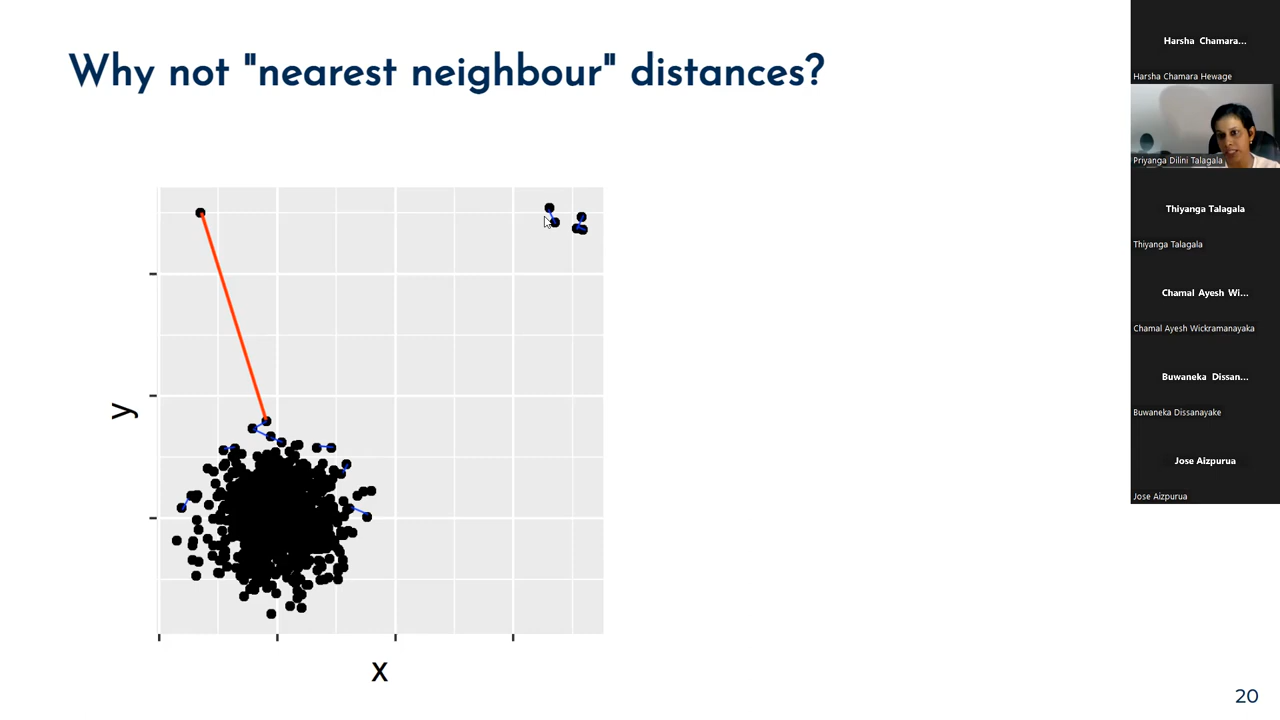 Why not "nearest neighbour" distances?
y
x
20
Harsha Chamara...
Harsha Chamara Hewage
Priyanga Dilini Talagala
Thiyanga Talagala
Thiyanga Talagala
Chamal Ayesh Wi...
Chamal Ayesh Wickramanayaka
Buwaneka Dissan...
Buwaneka Dissanayake
Jose Aizpurua
Jose Aizpurua